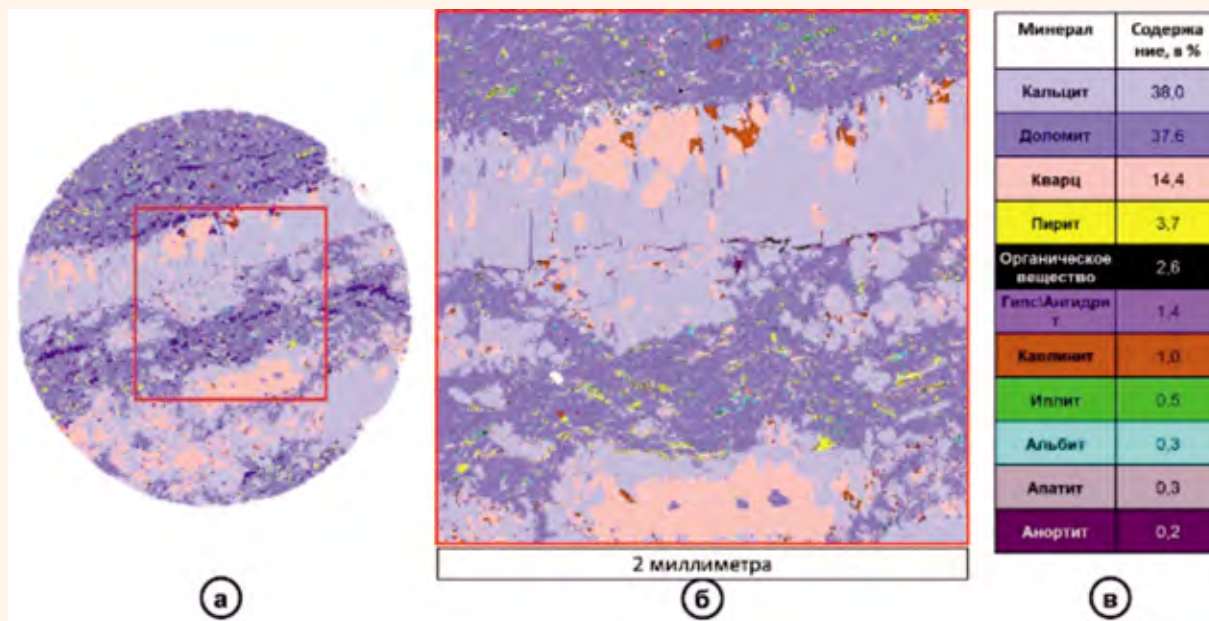 Минерал
Содержа
ние, в %
Кальцит
38,0
Доломит
37,6
Кварц
14,4
Пирит
3,7
Органическое
вещество
2,6
Гипс\Ангидри
т
1,4
Каолинит
1,0
Иллит
0,5
Альбит
0,3
Апатит
0,3
Анортит
0,2
2 миллиметра
а
б
в